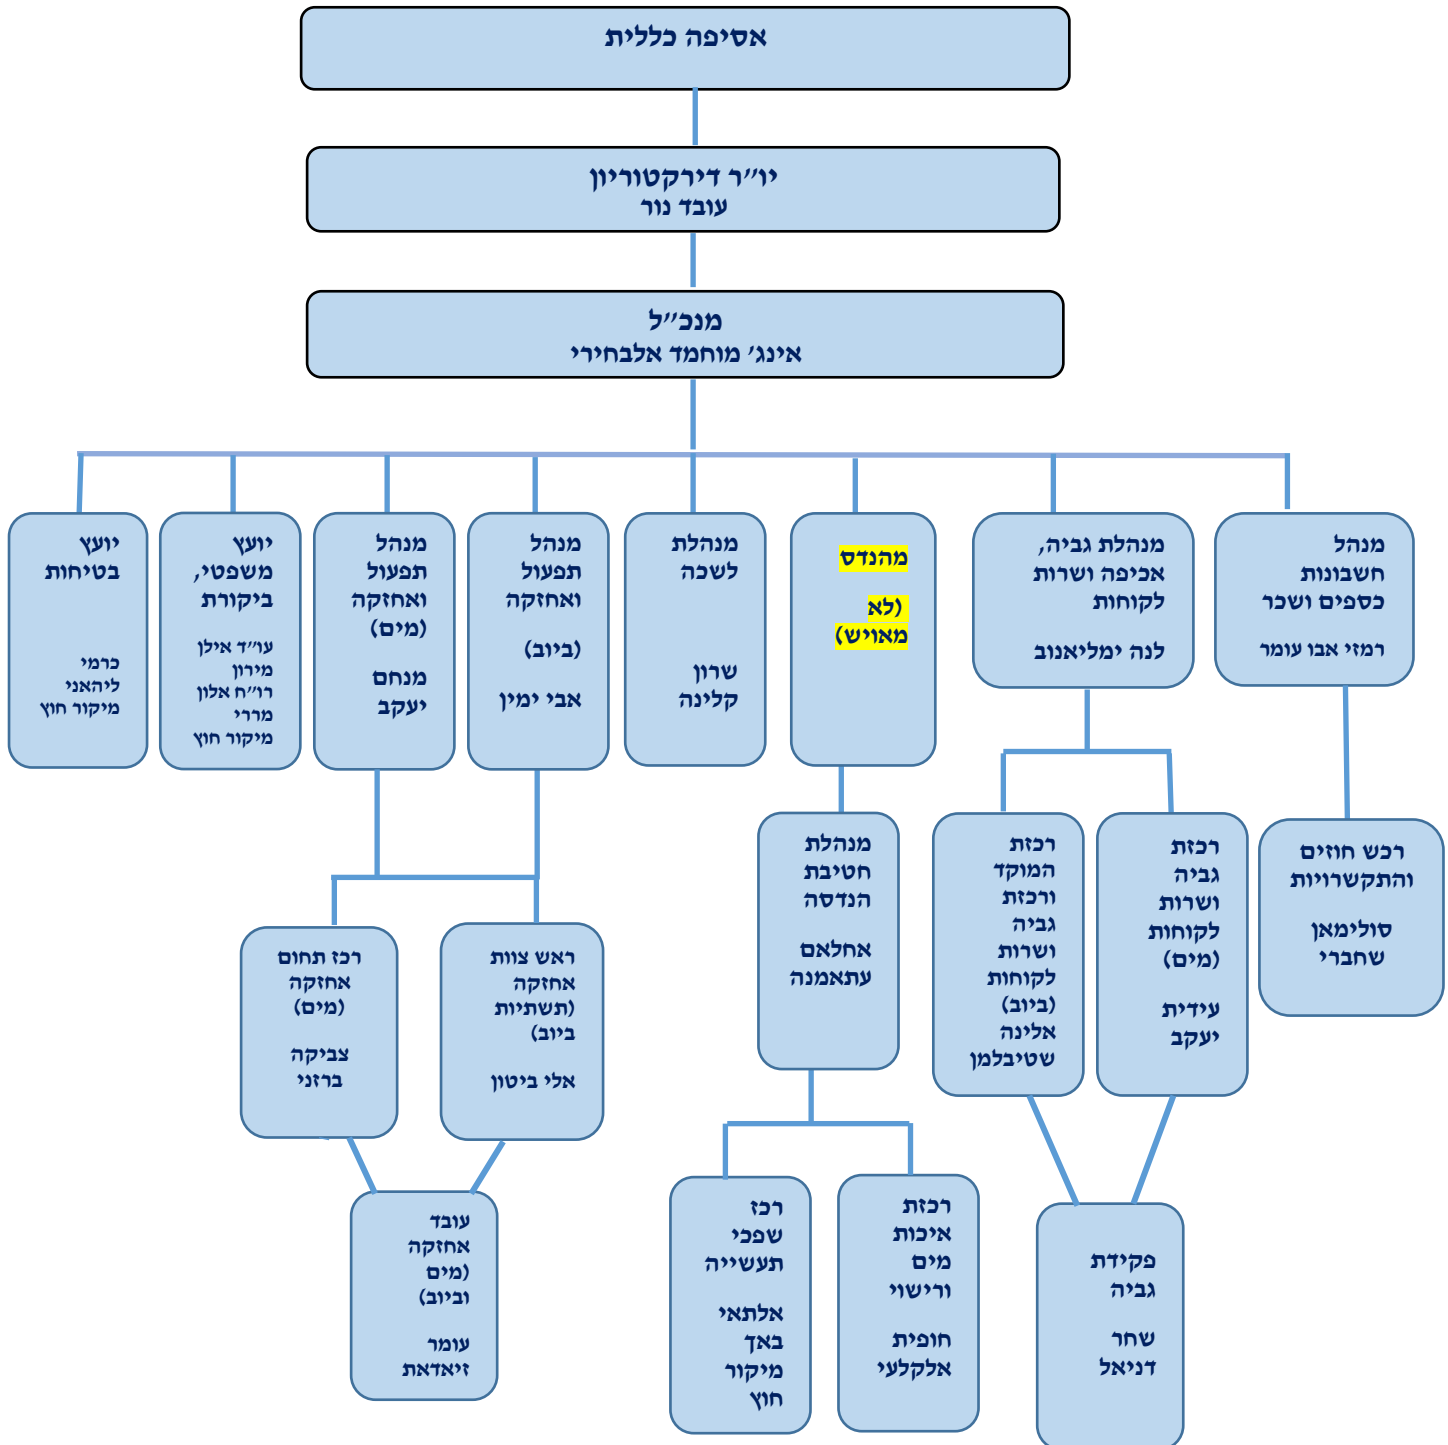 אסיפה כללית
יו״ר דירקטוריון
עובד נור
מנכ״ל
אינג׳ מוחמד אלבחירי
מנהל
חשבונות
כספים ושכר
רמזי אבו עומר
מנהלת גביה,
אכיפה ושרות
לקוחות
לנה ימליאנוב
מהנדס
(לא
מאויש)
מנהלת
לשכה
שרון
קלינה
מנהל
תפעול
ואחזקה
(ביוב)
אבי ימין
מנהל
תפעול
ואחזקה
(מים)
מנחם
יעקב
יועץ
משפטי,
ביקורת
עו״ד אילן
מירון
רו״ח אלון
מררי
מיקור חוץ
יועץ
בטיחות
כרמי
ליהאני
מיקור חוץ
רכש חוזים
והתקשרויות
סולימאן
שחברי
רכזת
גביה
ושרות
לקוחות
(מים)
עידית
יעקב
רכזת
המוקד
ורכזת
גביה
ושרות
לקוחות
(ביוב)
אלינה
שטיבלמן
מנהלת
חטיבת
הנדסה
אחלאם
עתאמנה
ראש צוות
אחזקה
(תשתיות
ביוב)
אלי ביטון
רכז תחום
אחזקה
(מים)
צביקה
ברזני
פקידת
גביה
שחר
דניאל
רכזת
איכות
מים
ורישוי
חופית
אלקלעי
רכז
שפכי
תעשייה
אלתאי
באך
מיקור
חוץ
עובד
אחזקה
(מים
וביוב)
עומר
זיאדאת